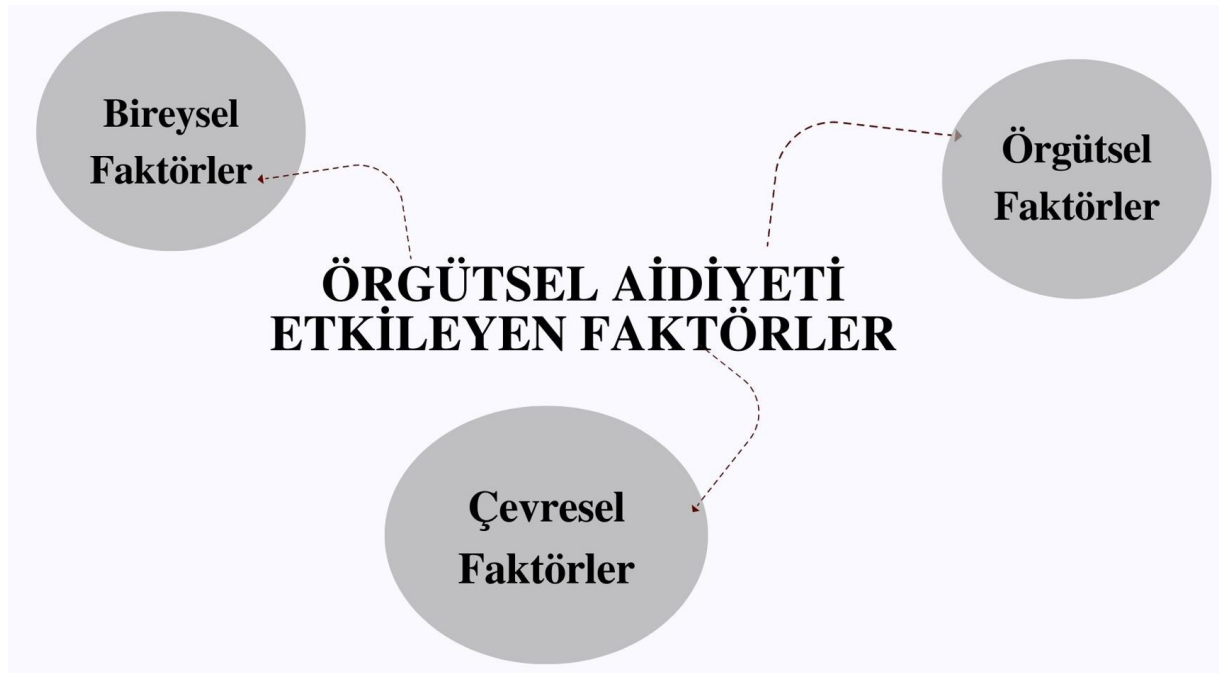 Bireysel
Faktörler
Örgütsel
Faktörler
ÖRGÜTSEL AİDİYETİ
ETKİLEYEN FAKTÖRLER
Çevresel
Faktörler